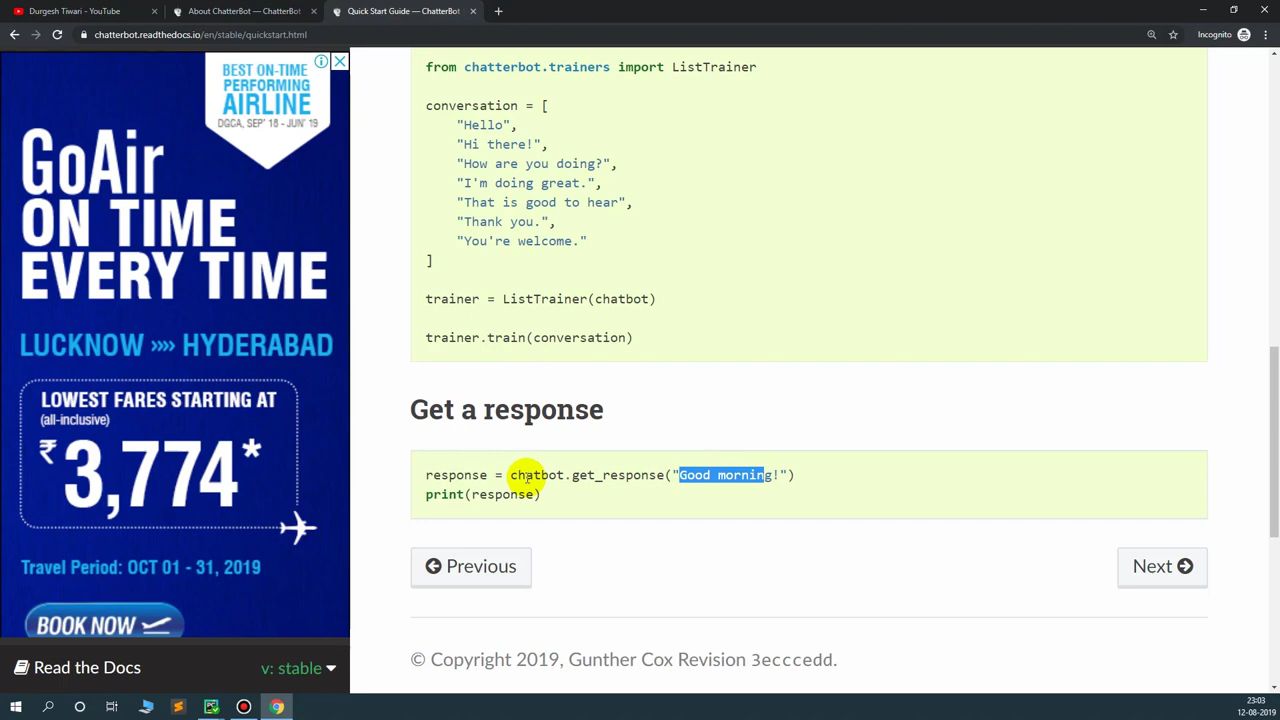 Durgesh Tiwari - YouTube
About ChatterBot — ChatterBot
Quick Start Guide — ChatterBot
chatterbot.readthedocs.io/en/stable/quickstart.html
Incognito
BEST ON-TIME
PERFORMING
AIRLINE
DGCA, SEP' 18 - JUN' 19
GoAir
ON TIME
EVERY TIME
LUCKNOW »» HYDERABAD
LOWEST FARES STARTING AT
(all-inclusive)
₹3,774*
Travel Period: OCT 01 - 31, 2019
BOOK NOW
Read the Docs
v: stable
from chatterbot.trainers import ListTrainer
conversation = [
"Hello",
"Hi there!",
"How are you doing?",
"I'm doing great.",
"That is good to hear",
"Thank you.",
"You're welcome."
]
trainer = ListTrainer(chatbot)
trainer.train(conversation)
Get a response
response = chatbot.get_response("Good morning!")
print(response)
Previous
Next
© Copyright 2019, Gunther Cox Revision 3ecccedd.
23:03
12-08-2019